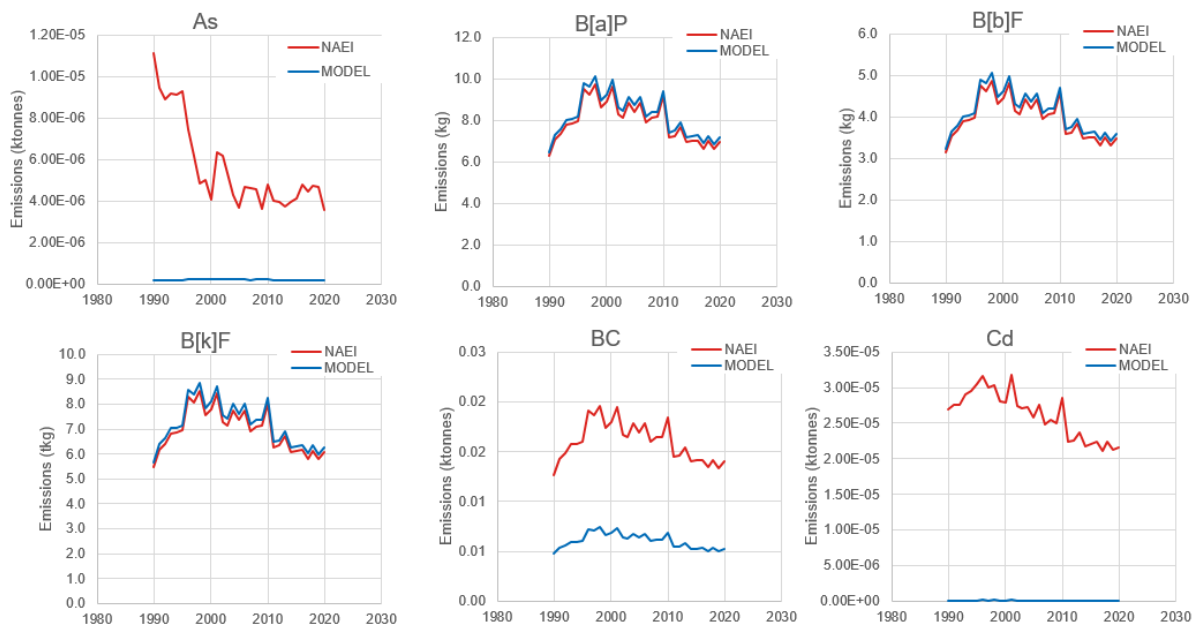 As
1.20E-05
1.00E-05
8.00E-06
6.00E-06
4.00E-06
2.00E-06
0.00E+00
Emissions (ktonnes)
NAEI
MODEL
1980 1990 2000 2010 2020 2030
B[a]P
12.0
10.0
8.0
6.0
4.0
2.0
0.0
Emissions (kg)
NAEI
MODEL
1980 1990 2000 2010 2020 2030
B[b]F
6.0
5.0
4.0
3.0
2.0
1.0
0.0
Emissions (kg)
NAEI
MODEL
1980 1990 2000 2010 2020 2030
B[k]F
10.0
9.0
8.0
7.0
6.0
5.0
4.0
3.0
2.0
1.0
0.0
Emissions (tkg)
NAEI
MODEL
1980 1990 2000 2010 2020 2030
BC
0.03
0.02
0.02
0.01
0.01
0.00
Emissions (ktonnes)
NAEI
MODEL
1980 1990 2000 2010 2020 2030
Cd
3.50E-05
3.00E-05
2.50E-05
2.00E-05
1.50E-05
1.00E-05
5.00E-06
0.00E+00
Emissions (ktonnes)
NAEI
MODEL
1980 1990 2000 2010 2020 2030